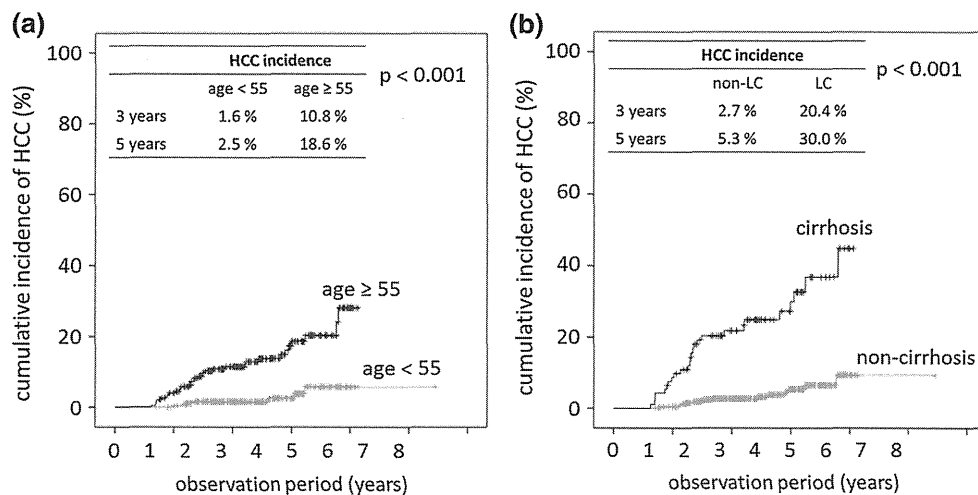 (a)
100
80
60
40
20
0
cumulative incidence of HCC (%)
HCC incidence
age < 55 age ≥ 55
3 years 1.6 % 10.8 %
5 years 2.5 % 18.6 %
p < 0.001
age ≥ 55
age < 55
0 1 2 3 4 5 6 7 8
observation period (years)
(b)
100
80
60
40
20
0
cumulative incidence of HCC (%)
HCC incidence
non-LC LC
3 years 2.7 % 20.4 %
5 years 5.3 % 30.0 %
p < 0.001
cirrhosis
non-cirrhosis
0 1 2 3 4 5 6 7 8
observation period (years)